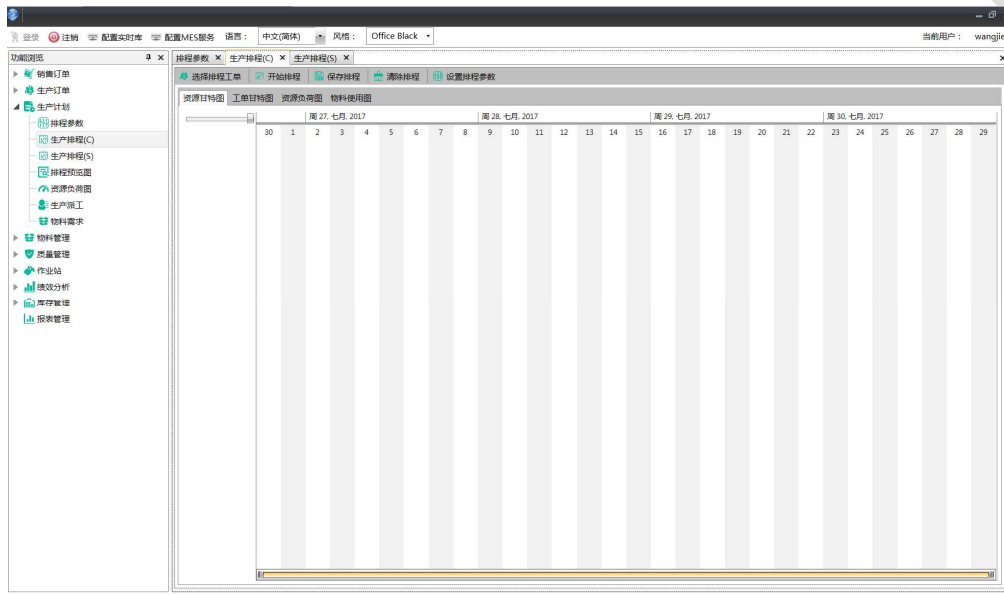 登录 注销 配置实时库 配置MES服务 语言： 中文(简体) 风格： Office Black 当前用户： wangjie
功能浏览
销售订单
生产订单
生产计划
排程参数
生产排程(C)
生产排程(S)
排程预览图
资源负荷图
生产派工
物料需求
物料管理
质量管理
作业站
绩效分析
库存管理
报表管理
排程参数 生产排程(C) 生产排程(S)
选择排程工单 开始排程 保存排程 清除排程 设置排程参数
资源甘特图 工单甘特图 资源负荷图 物料使用图
周 27, 七月, 2017 周 28, 七月, 2017 周 29, 七月, 2017 周 30, 七月, 2017
30 1 2 3 4 5 6 7 8 9 10 11 12 13 14 15 16 17 18 19 20 21 22 23 24 25 26 27 28 29